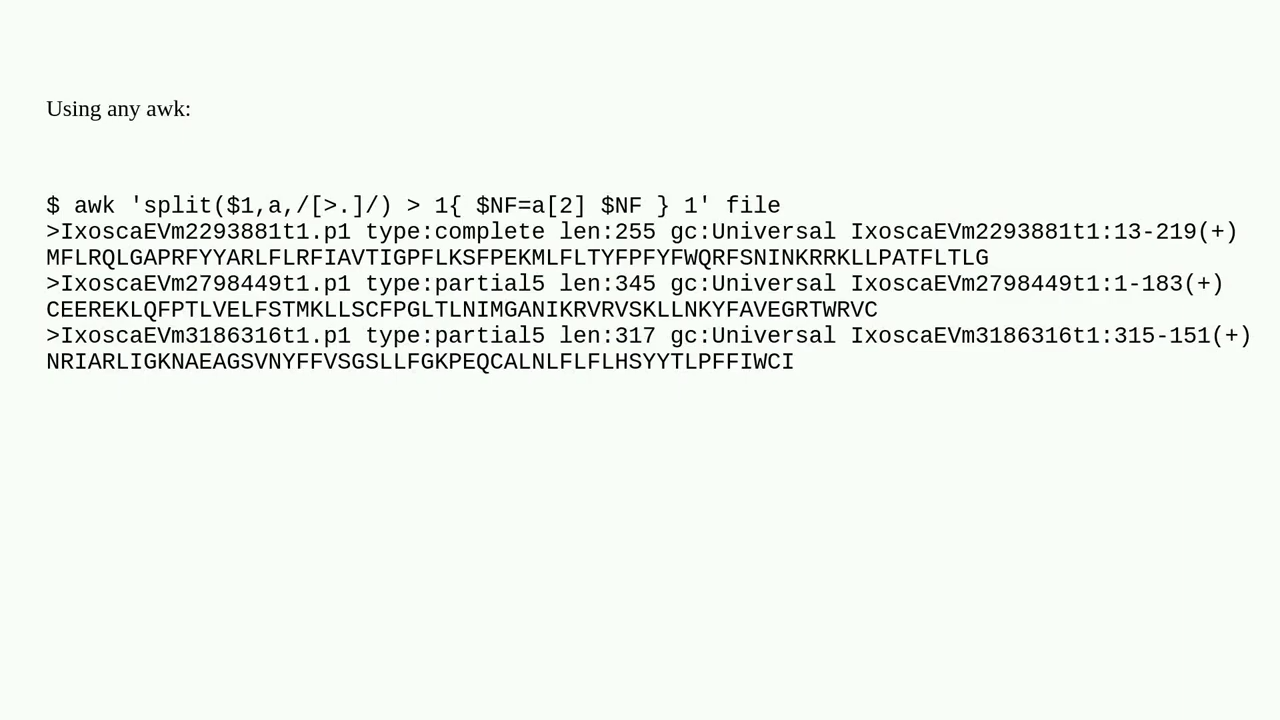 Using any awk:
$ awk 'split($1,a,/[>.]/) > 1{ $NF=a[2] $NF } 1' file
>IxoscaEVm2293881t1.p1 type:complete len:255 gc:Universal IxoscaEVm2293881t1:13-219(+)
MFLRQLGAPRFYYARLFLRFIAVTIGPFLKSFPEKMLFLTYFPFYFWQRFSNINKRRKLLPATFLTLG
>IxoscaEVm2798449t1.p1 type:partial5 len:345 gc:Universal IxoscaEVm2798449t1:1-183(+)
CEEREKLQFPTLVELFSTMKLLSCFPGLTLNIMGANIKRVRVSKLLNKYFAVEGRTWRVC
>IxoscaEVm3186316t1.p1 type:partial5 len:317 gc:Universal IxoscaEVm3186316t1:315-151(+)
NRIARLIGKNAEAGSVNYFFVSGSLLFGKPEQCALNLFLFLHSYYTLPFFIWCI